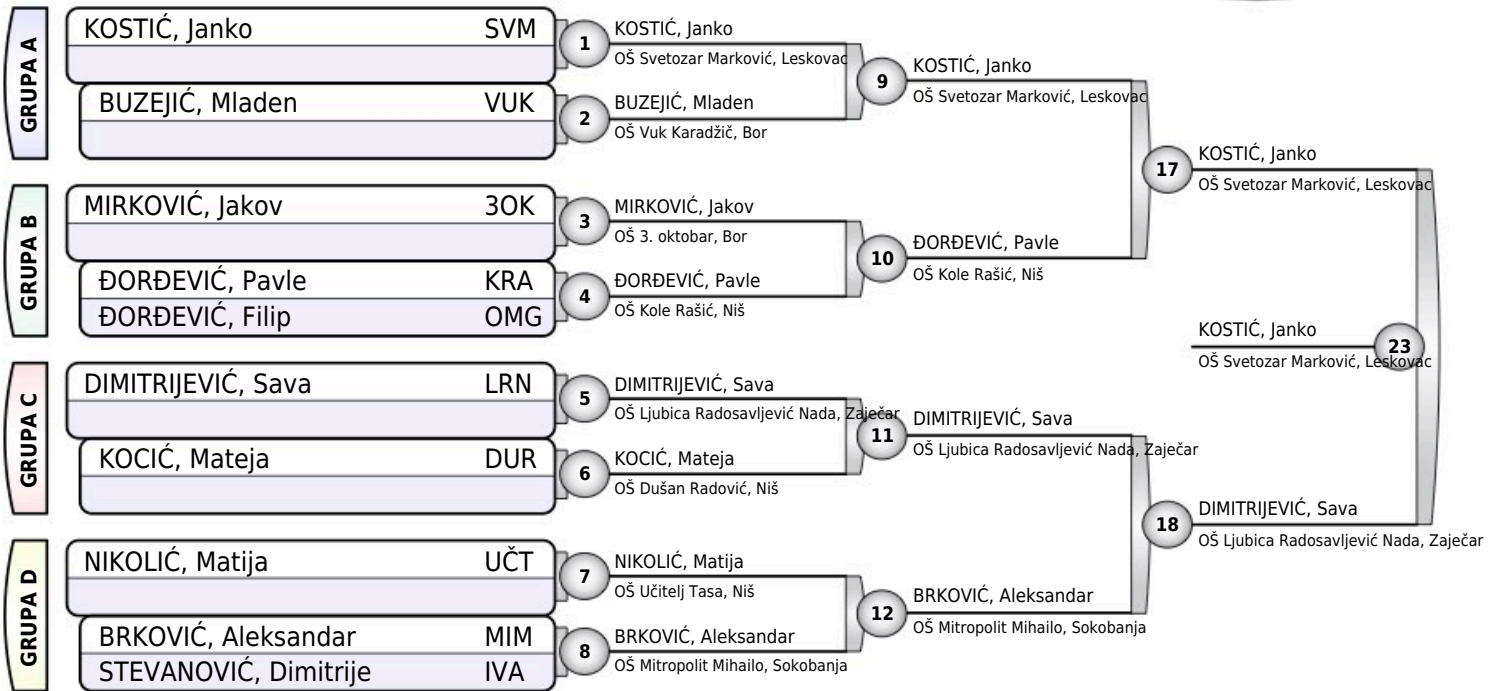 GRUPA A
KOSTIĆ, Janko SVM
BUZEJIĆ, Mladen VUK
GRUPA B
MIRKOVIĆ, Jakov 3OK
ĐORĐEVIĆ, Pavle KRA
ĐORĐEVIĆ, Filip OMG
GRUPA C
DIMITRIJEVIĆ, Sava LRN
KOCIĆ, Mateja DUR
GRUPA D
NIKOLIĆ, Matija UČT
BRKOVIĆ, Aleksandar MIM
STEVANOVIĆ, Dimitrije IVA
1
KOSTIĆ, Janko
OŠ Svetozar Marković, Leskovac
2
BUZEJIĆ, Mladen
OŠ Vuk Karadžič, Bor
3
MIRKOVIĆ, Jakov
OŠ 3. oktobar, Bor
4
ĐORĐEVIĆ, Pavle
OŠ Kole Rašić, Niš
5
DIMITRIJEVIĆ, Sava
OŠ Ljubica Radosavljević Nada, Zaječar
6
KOCIĆ, Mateja
OŠ Dušan Radović, Niš
7
NIKOLIĆ, Matija
OŠ Učitelj Tasa, Niš
8
BRKOVIĆ, Aleksandar
OŠ Mitropolit Mihailo, Sokobanja
9
KOSTIĆ, Janko
OŠ Svetozar Marković, Leskovac
10
ĐORĐEVIĆ, Pavle
OŠ Kole Rašić, Niš
11
DIMITRIJEVIĆ, Sava
OŠ Ljubica Radosavljević Nada, Zaječar
12
BRKOVIĆ, Aleksandar
OŠ Mitropolit Mihailo, Sokobanja
17
KOSTIĆ, Janko
OŠ Svetozar Marković, Leskovac
18
DIMITRIJEVIĆ, Sava
OŠ Ljubica Radosavljević Nada, Zaječar
KOSTIĆ, Janko
23
OŠ Svetozar Marković, Leskovac